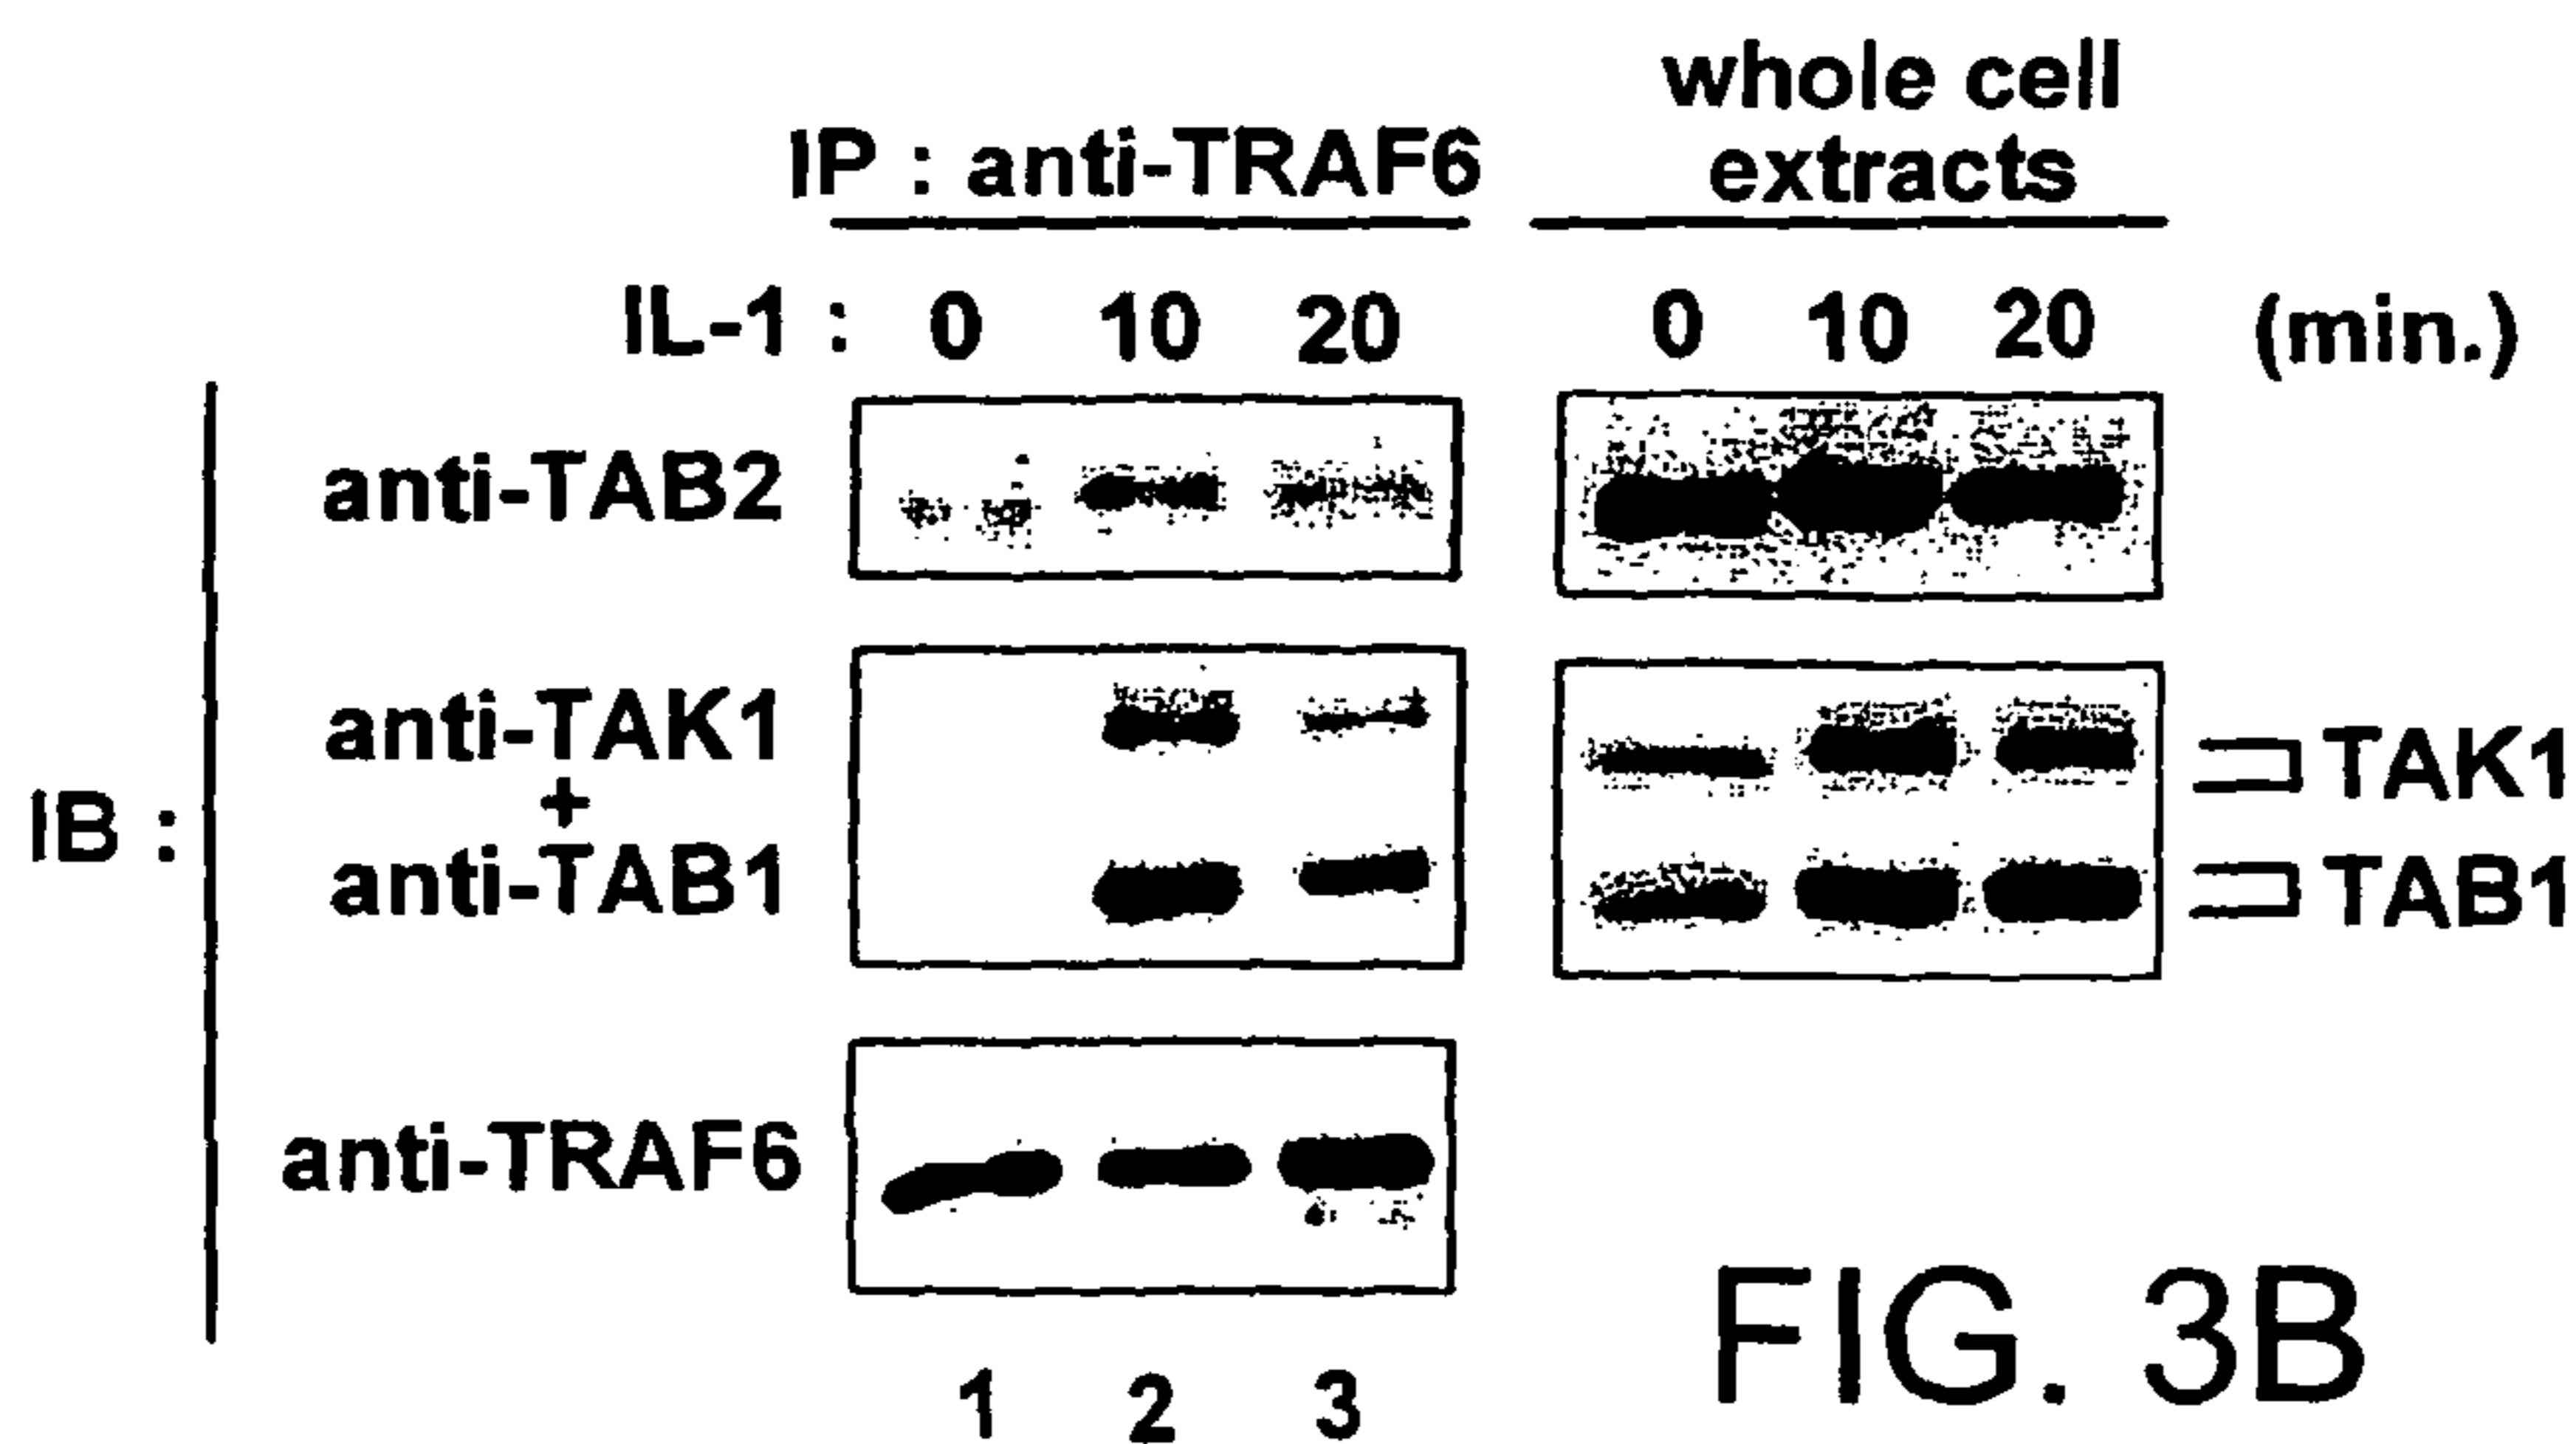 whole cell
IP : anti-TRAF6 extracts
IL-1 : 0 10 20 0 10 20 (min.)
anti-TAB2
anti-TAK1 TAK1
+
IB :
anti-TAB1 TAB1
anti-TRAF6
1 2 3
FIG. 3B